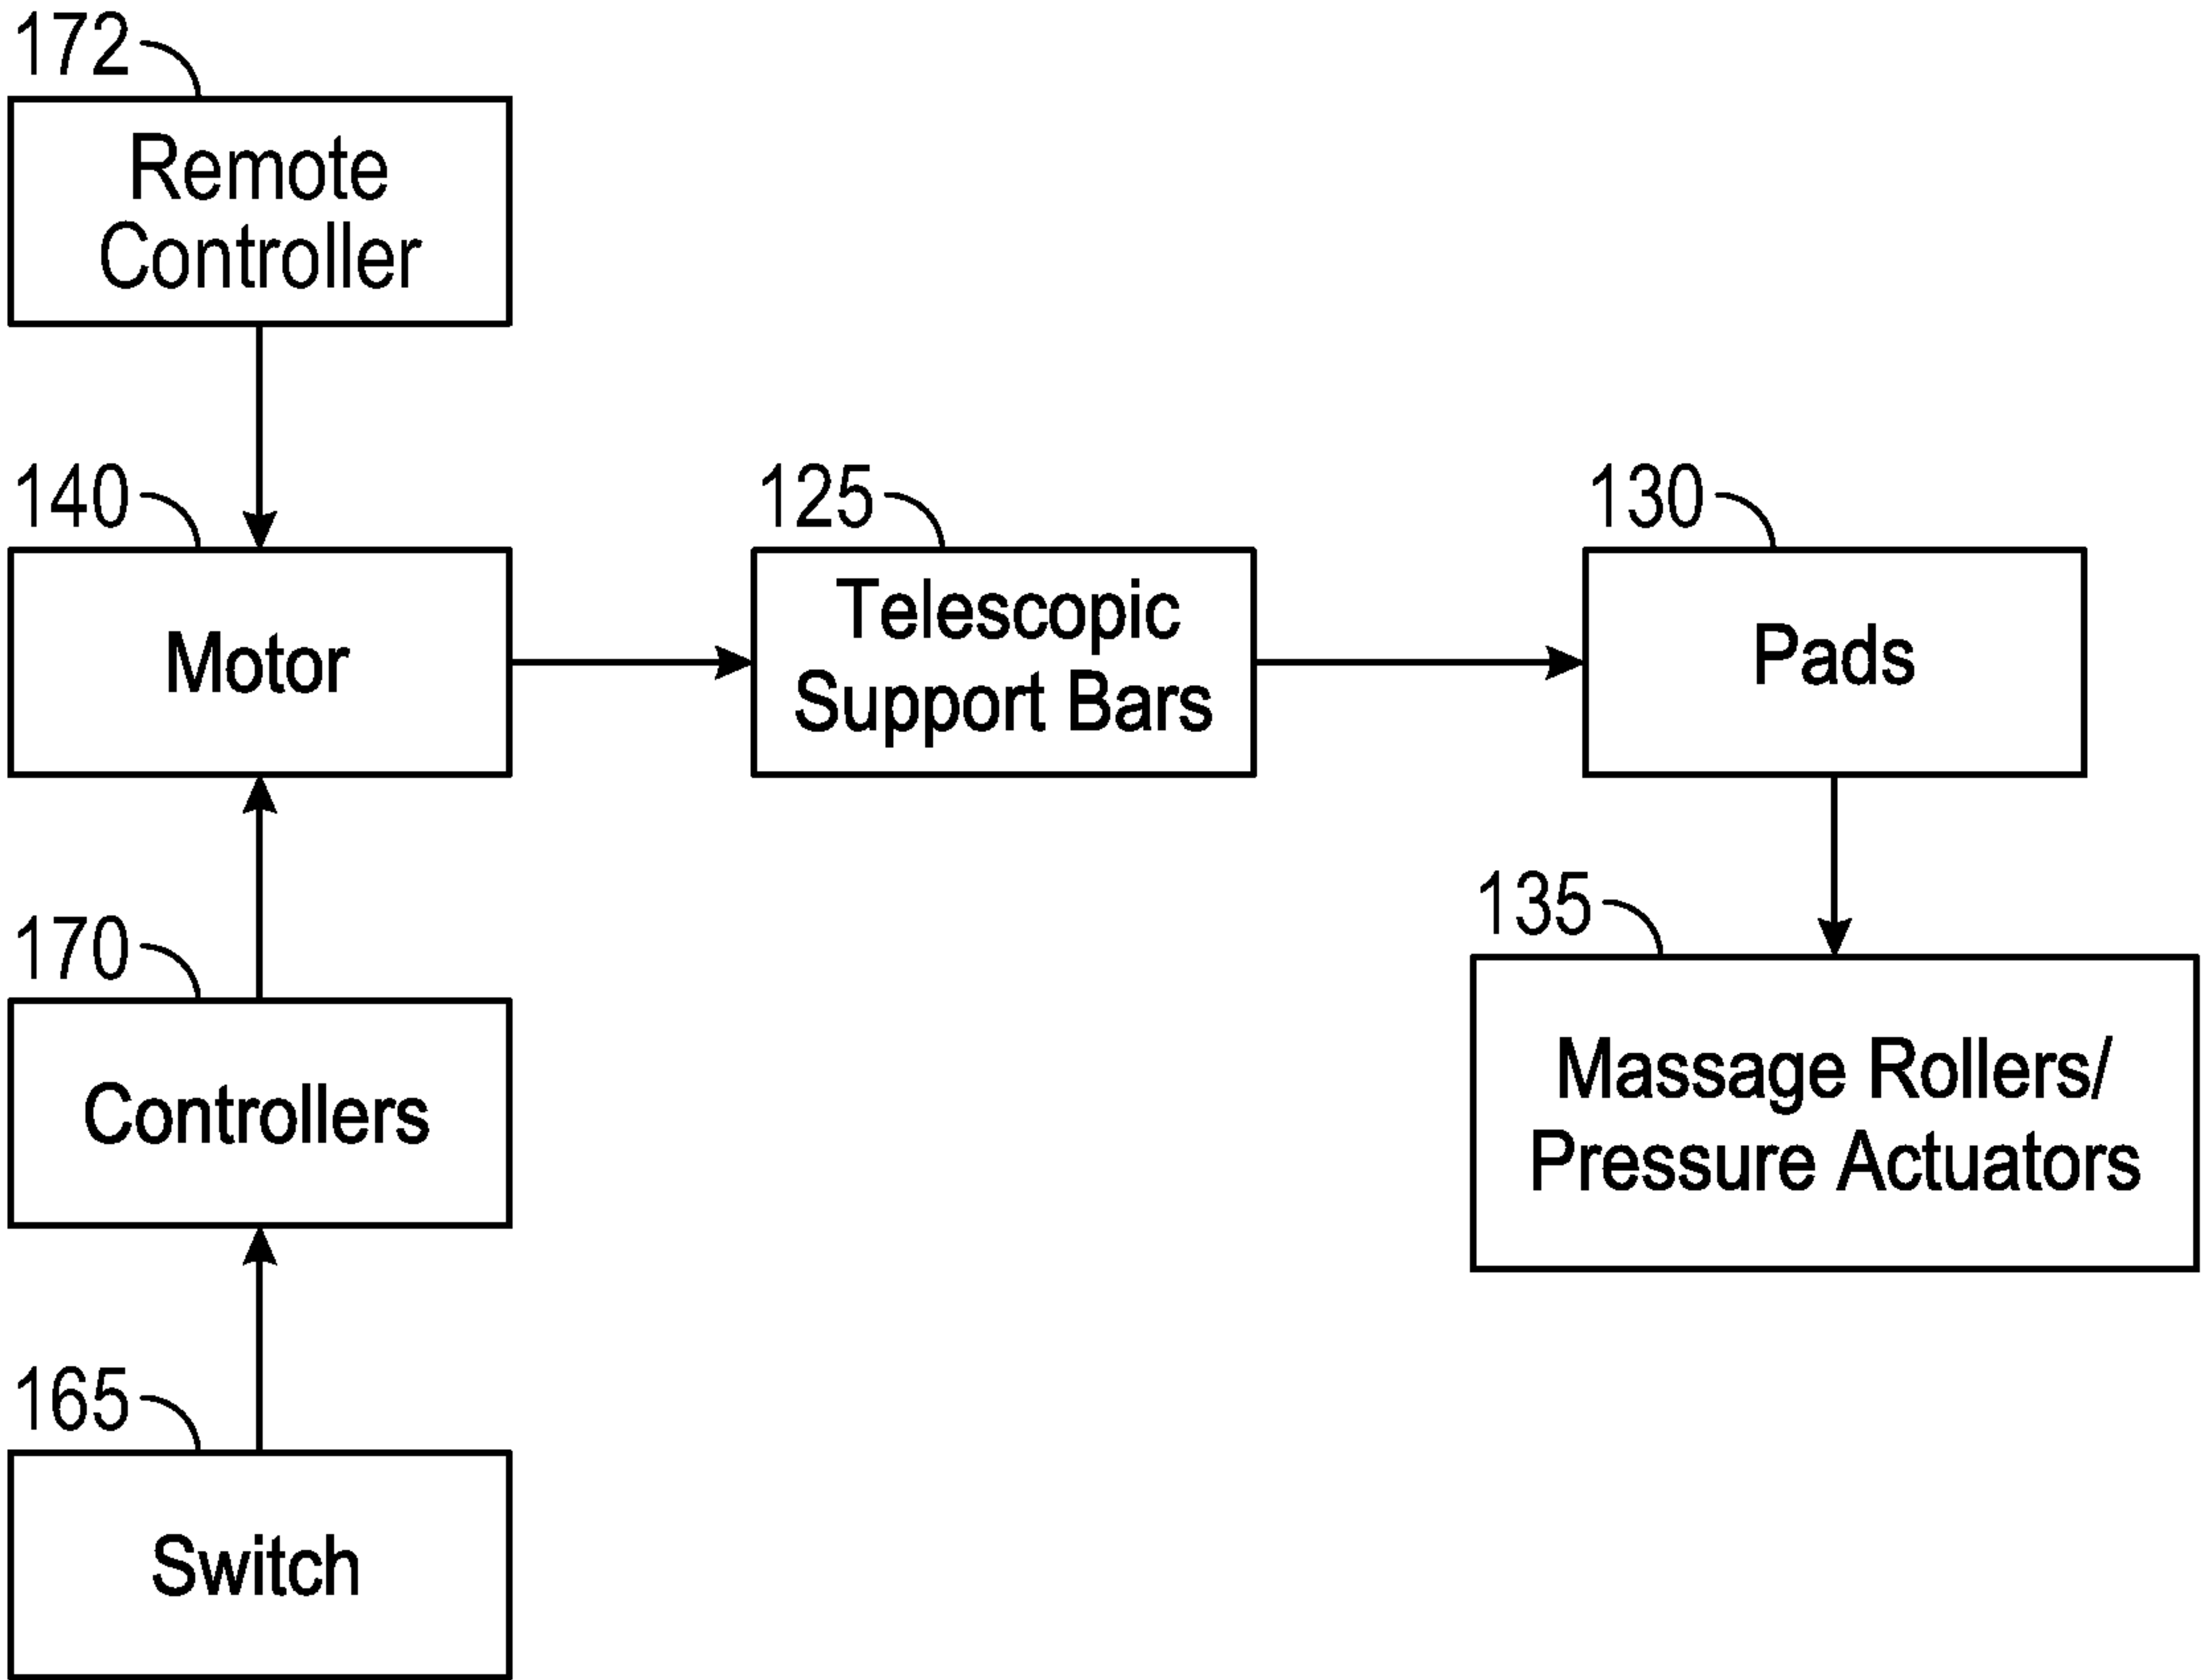 172
Remote
Controller
140
Motor
125
Telescopic
Support Bars
130
Pads
170
Controllers
135
Massage Rollers/
Pressure Actuators
165
Switch